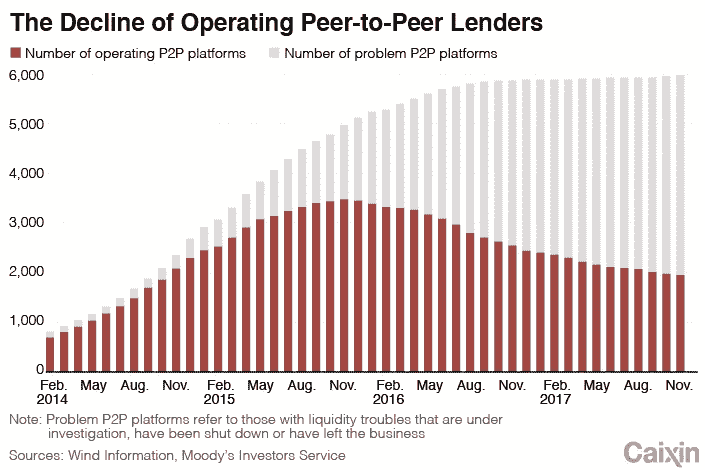 The Decline of Operating Peer-to-Peer Lenders
Number of operating P2P platforms Number of problem P2P platforms
6,000
5,000
4,000
3,000
2,000
1,000
0
Feb. May Aug. Nov. Feb. May Aug. Nov. Feb. May Aug. Nov. Feb. May Aug. Nov.
2014 2015 2016 2017
Note: Problem P2P platforms refer to those with liquidity troubles that are under
investigation, have been shut down or have left the business
Sources: Wind Information, Moody's Investors Service
Caixin